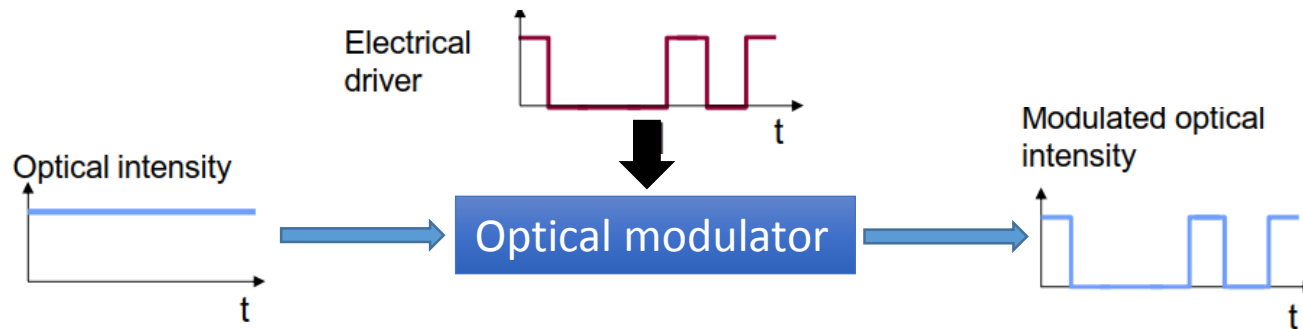 Electrical
driver
t
Optical intensity
t
Optical modulator
Modulated optical
intensity
t